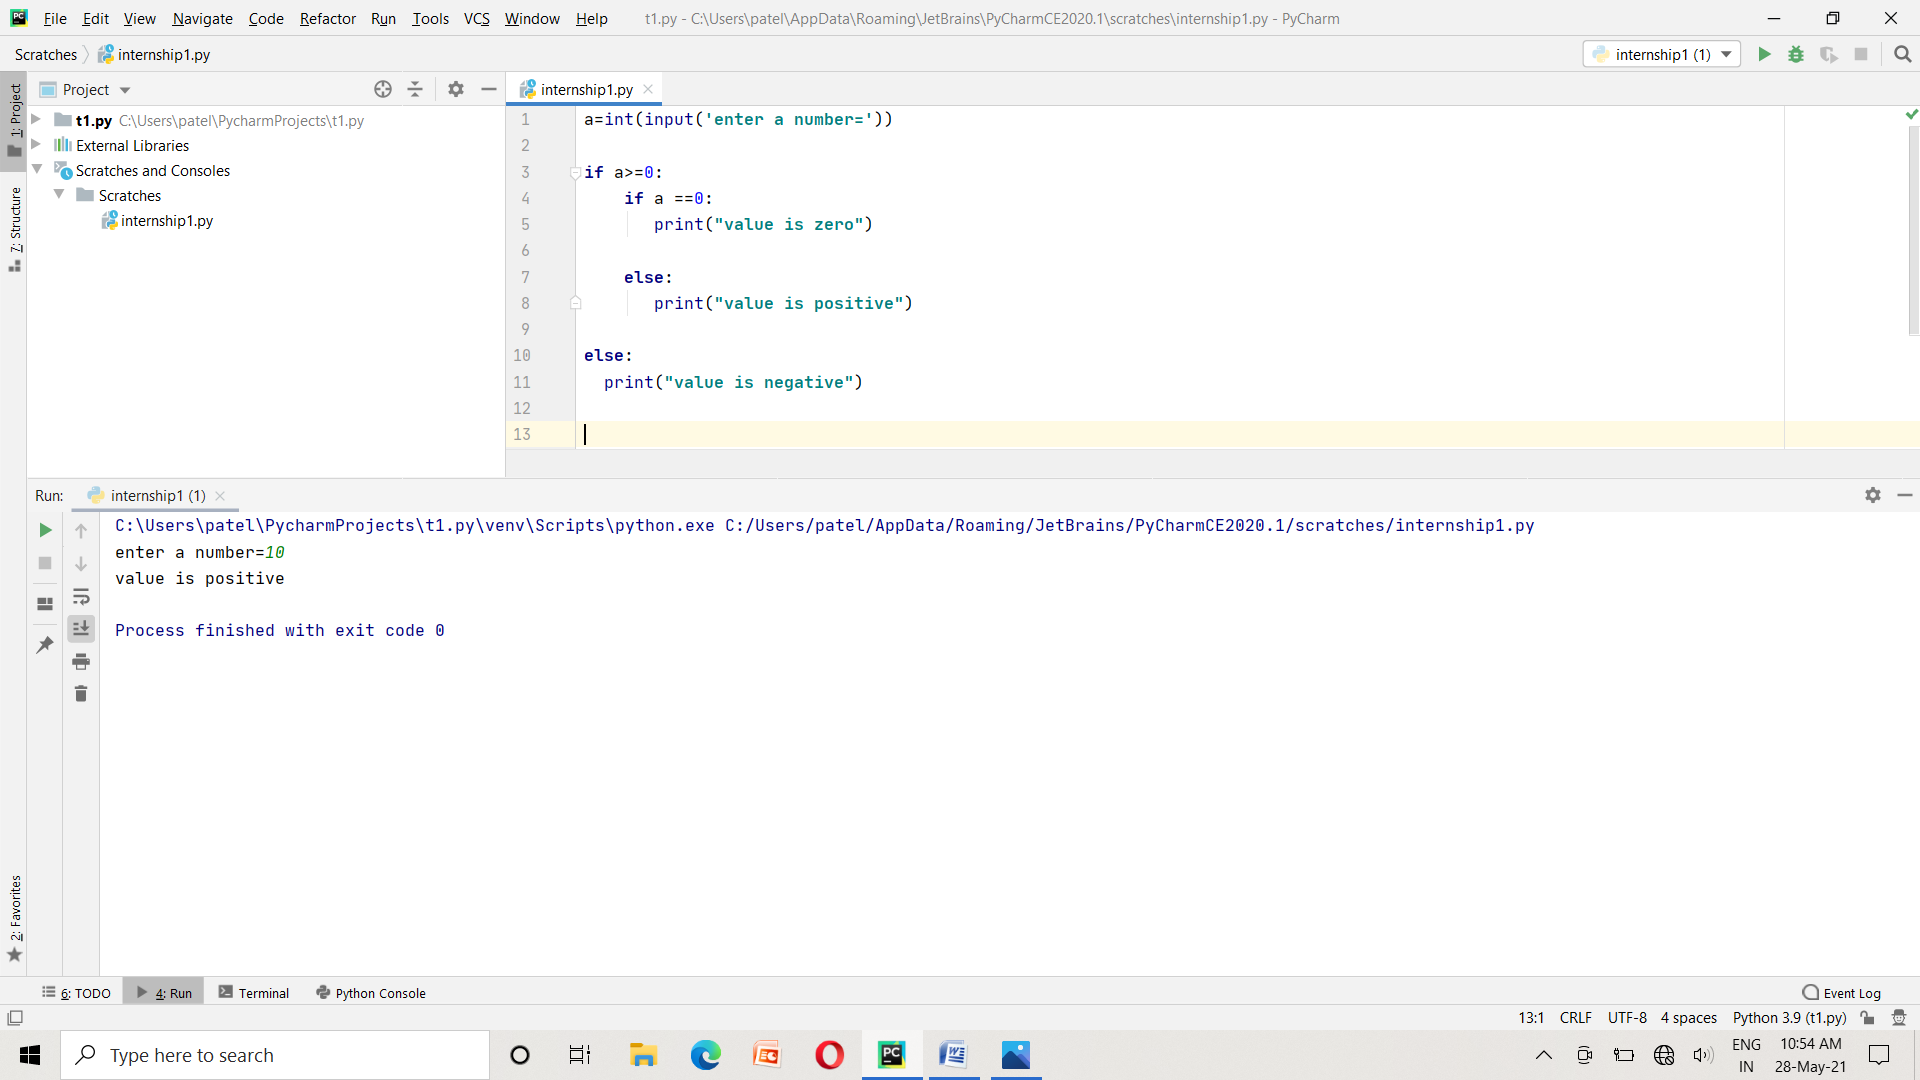 File Edit View Navigate Code Refactor Run Tools VCS Window Help t1.py - C:\Users\patel\AppData\Roaming\JetBrains\PyCharmCE2020.1\scratches\internship1.py - PyCharm
Scratches internship1.py internship1 (1)
1: Project
7: Structure
2: Favorites
Project
t1.py C:\Users\patel\PycharmProjects\t1.py
External Libraries
Scratches and Consoles
Scratches
internship1.py
internship1.py
1 a=int(input('enter a number='))
2
3 if a>=0:
4 if a ==0:
5 print("value is zero")
6
7 else:
8 print("value is positive")
9
10 else:
11 print("value is negative")
12
13
Run: internship1 (1)
C:\Users\patel\PycharmProjects\t1.py\venv\Scripts\python.exe C:/Users/patel/AppData/Roaming/JetBrains/PyCharmCE2020.1/scratches/internship1.py
enter a number=10
value is positive
Process finished with exit code 0
6: TODO 4: Run Terminal Python Console Event Log
13:1 CRLF UTF-8 4 spaces Python 3.9 (t1.py)
Type here to search
ENG
IN
10:54 AM
28-May-21